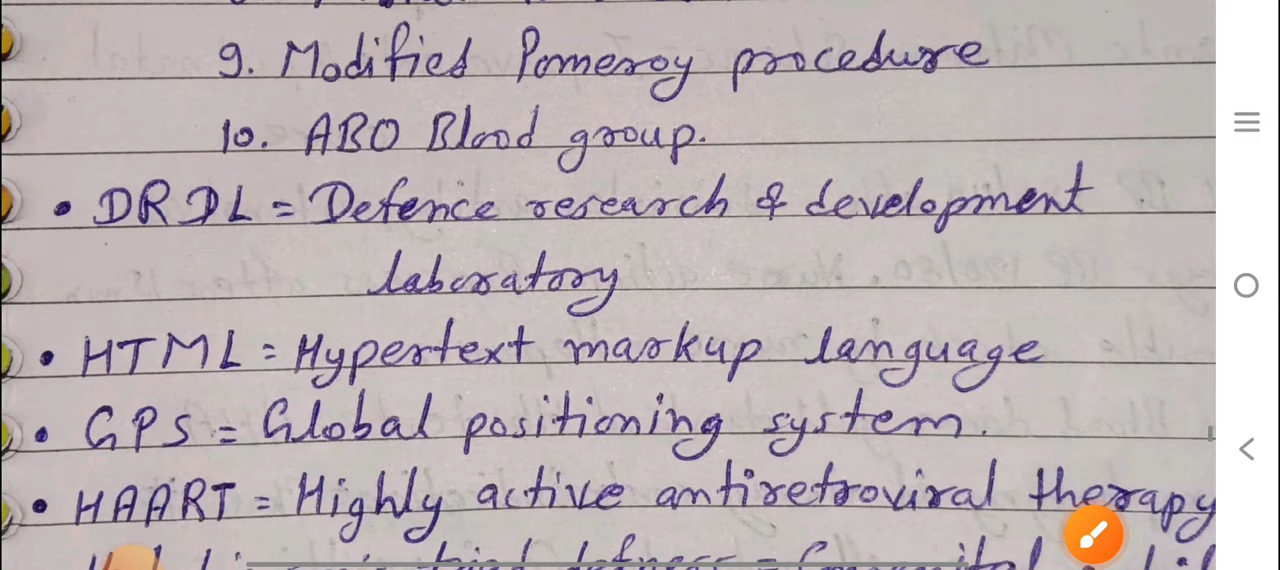 9. Modified Pomeroy procedure
10. ABO Blood group.
• DRDL = Defence research & development
laboratory
• HTML = Hypertext markup language
• GPS = Global positioning system.
• HAART = Highly active antiretroviral therapy